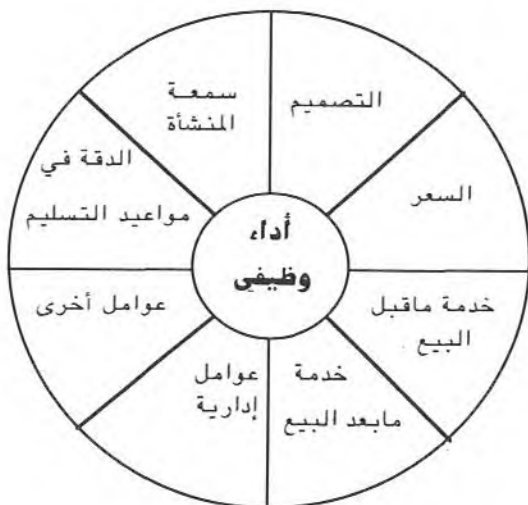 سمعة
المنشأة
التصميم
الدقة في
مواعيد التسليم
السعر
أداء
وظيفي
عوامل أخرى
خدمة ماقبل
البيع
عوامل
إدارية
خدمة
مابعد البيع